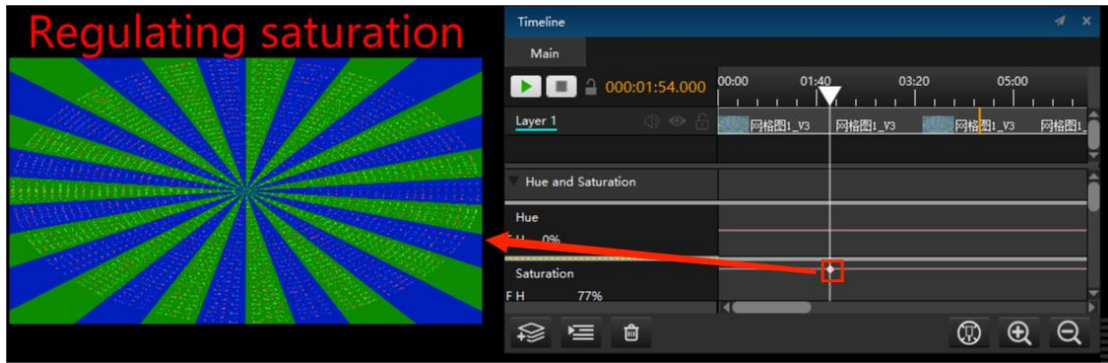 Regulating saturation
Timeline
Main
000:01:54.000
00:00 01:40 03:20 05:00
Layer 1
网格图1_V3 网格图1_V3 网格图1_V3 网格图1_
Hue and Saturation
Hue
F H 0%
Saturation
F H 77%